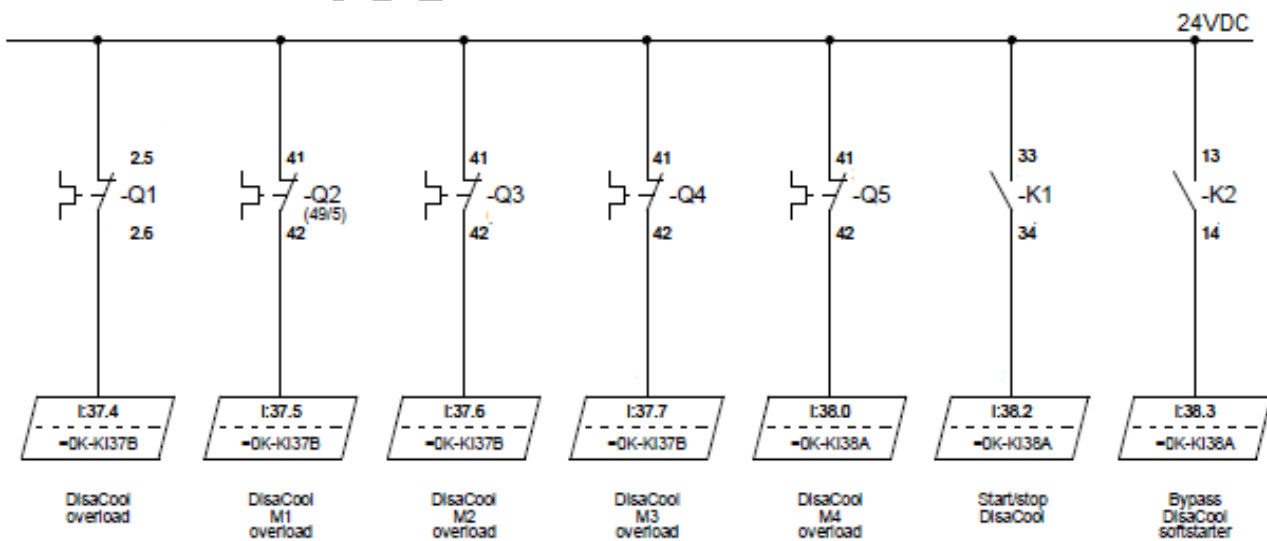 24VDC
2.5
41
41
41
41
33
13
-Q1
-Q2
-Q3
-Q4
-Q5
-K1
-K2
(49/5)
2.6
42
42
42
42
34
14
I:37.4
I:37.5
I:37.6
I:37.7
I:38.0
I:38.2
I:38.3
=0K-KI37B
=0K-KI37B
=0K-KI37B
=0K-KI37B
=0K-KI38A
=0K-KI38A
=0K-KI38A
DisaCool
overload
DisaCool
M1
overload
DisaCool
M2
overload
DisaCool
M3
overload
DisaCool
M4
overload
Start/stop
DisaCool
Bypass
DisaCool
softstarter